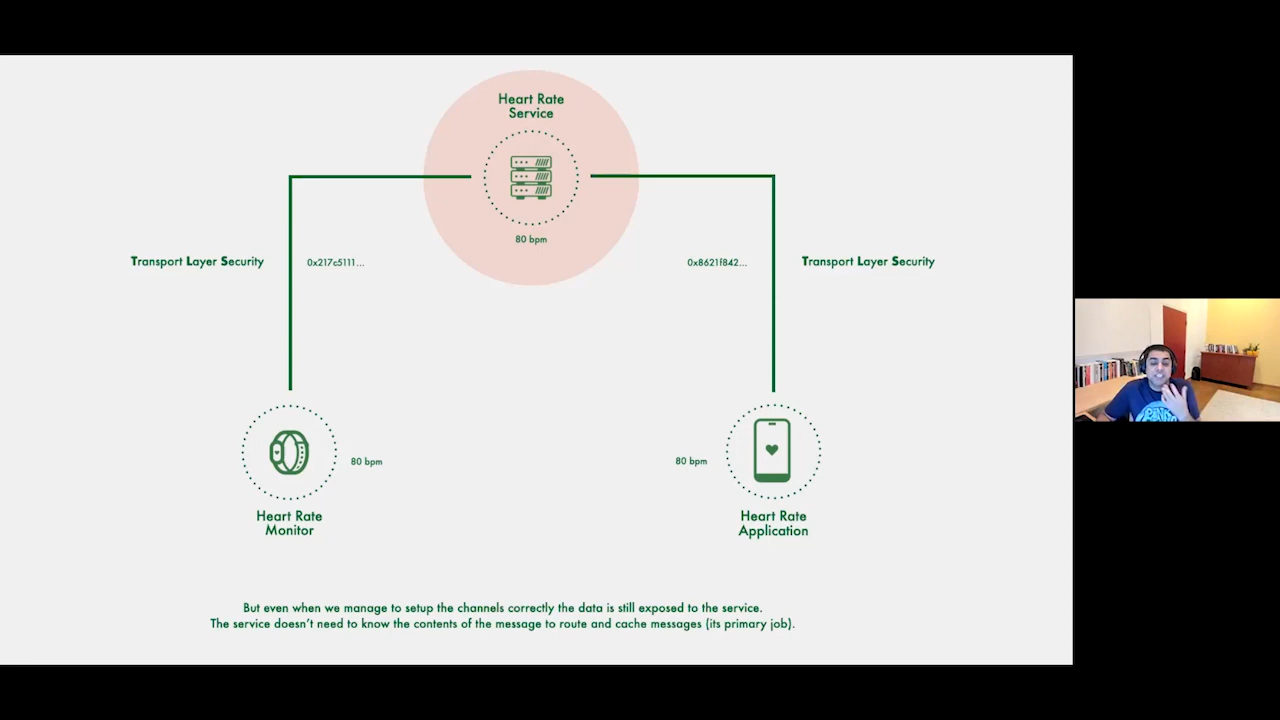 Heart Rate
Service
80 bpm
Transport Layer Security
0x217c5111...
0x8621f842...
Transport Layer Security
80 bpm
80 bpm
Heart Rate
Monitor
Heart Rate
Application
But even when we manage to setup the channels correctly the data is still exposed to the service.
The service doesn't need to know the contents of the message to route and cache messages (its primary job).